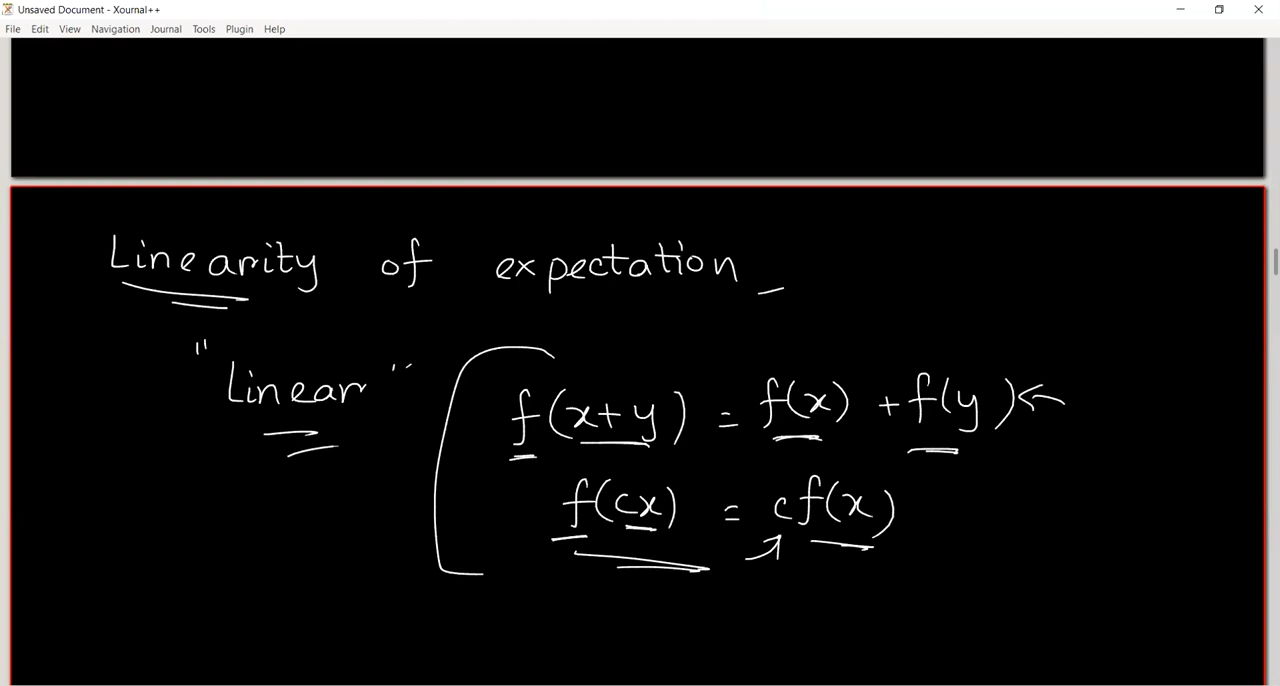 Unsaved Document - Xournal++
File Edit View Navigation Journal Tools Plugin Help
Linearity of expectation
"Linear"
f(x+y) = f(x) + f(y)
f(cx) = cf(x)